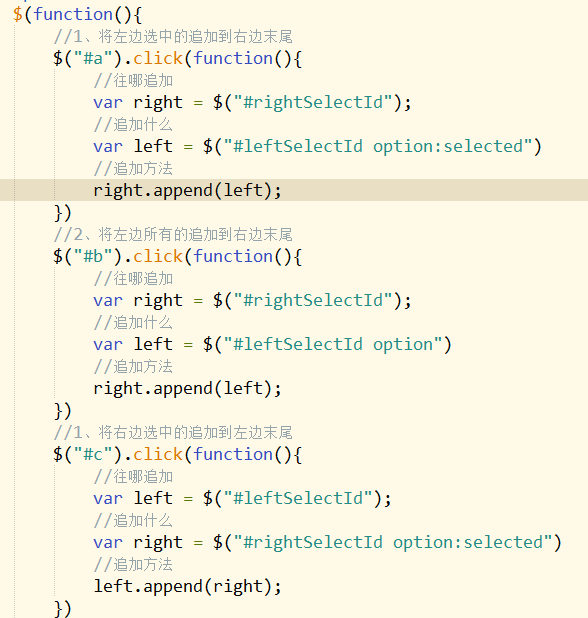 $(function(){
//1、将左边选中的追加到右边末尾
$("#a").click(function(){
//往哪追加
var right = $("#rightSelectId");
//追加什么
var left = $("#leftSelectId option:selected")
//追加方法
right.append(left);
})
//2、将左边所有的追加到右边末尾
$("#b").click(function(){
//往哪追加
var right = $("#rightSelectId");
//追加什么
var left = $("#leftSelectId option")
//追加方法
right.append(left);
})
//1、将右边选中的追加到左边末尾
$("#c").click(function(){
//往哪追加
var left = $("#leftSelectId");
//追加什么
var right = $("#rightSelectId option:selected")
//追加方法
left.append(right);
})